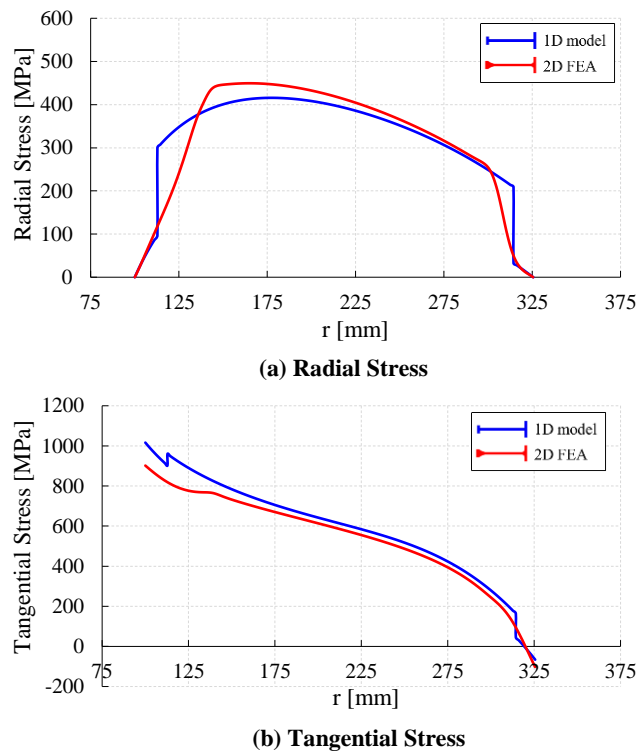 600
500
400
300
200
100
0
Radial Stress [MPa]
1D model
2D FEA
75 125 175 225 275 325 375
r [mm]
(a) Radial Stress
1200
1000
800
600
400
200
0
-200
Tangential Stress [MPa]
1D model
2D FEA
75 125 175 225 275 325 375
r [mm]
(b) Tangential Stress